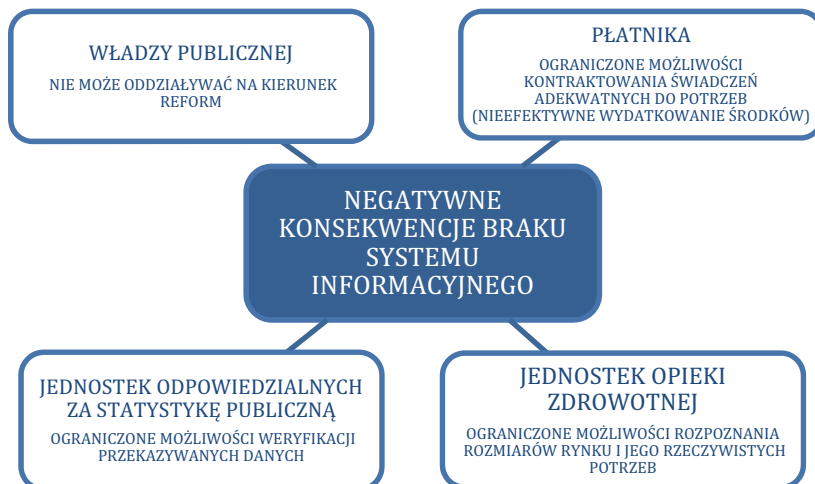 WŁADZY PUBLICZNEJ
NIE MOŻE ODDZIAŁYWAĆ NA KIERUNEK
REFORM
PŁATNIKA
OGRANICZONE MOŻLIWOŚCI
KONTRAKTOWANIA ŚWIADCZEŃ
ADEKWATNYCH DO POTRZEB
(NIEEFEKTYWNE WYDATKOWANIE ŚRODKÓW)
NEGATYWNE
KONSEKWENCJE BRAKU
SYSTEMU
INFORMACYJNEGO
JEDNOSTEK ODPOWIEDZIALNYCH
ZA STATYSTYKĘ PUBLICZNĄ
OGRANICZONE MOŻLIWOŚCI WERYFIKACJI
PRZEKAZYWANYCH DANYCH
JEDNOSTEK OPIEKI
ZDROWOTNEJ
OGRANICZONE MOŻLIWOŚCI ROZPOZNANIA
ROZMIARÓW RYNKU I JEGO RZECZYWISTYCH
POTRZEB